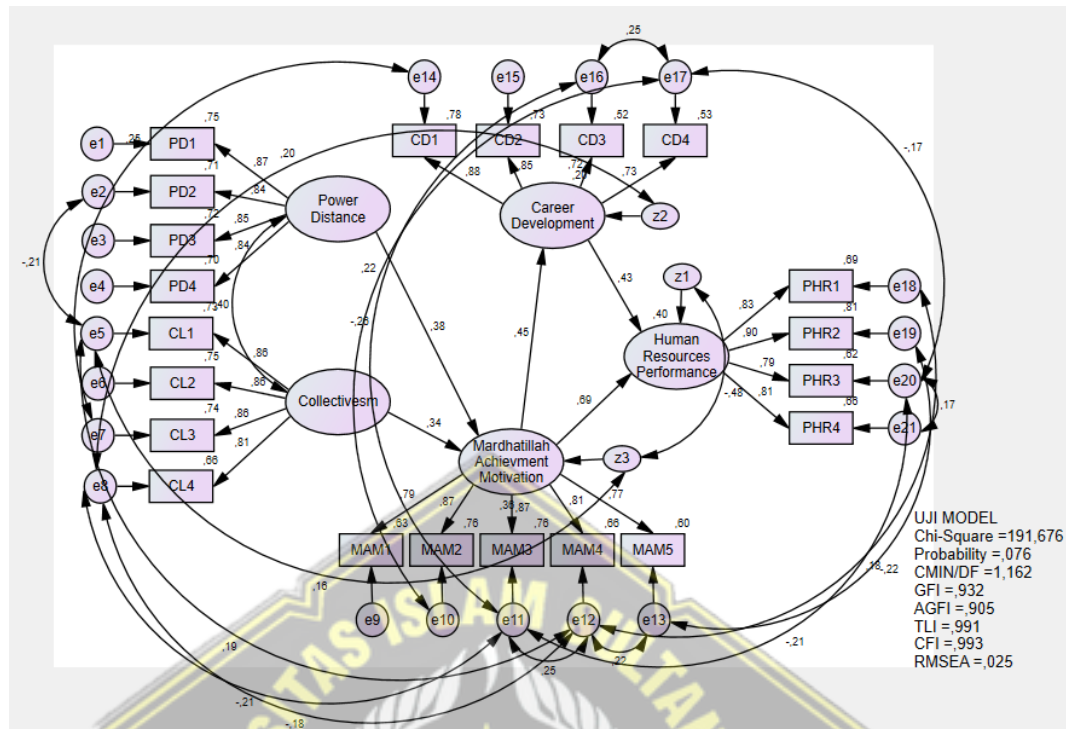 ,25
e14
e15
e16
e17
,78
,73
,52
,53
CD1
CD2
CD3
CD4
,75
e1
,25
PD1
,20
,87
,88
,85
,72
,20
,73
-,17
,71
e2
PD2
,84
Power
Distance
Career
Development
z2
,72
e3
PD3
,85
,84
-,21
,70
e4
PD4
,22
,40
-,26
,38
,45
,43
z1
,69
PHR1
e18
,83
,73
e5
CL1
,86
,40
,81
PHR2
e19
,90
Human
Resources
Performance
,75
e6
CL2
,86
,62
PHR3
e20
,79
-,48
,81
,17
Collectivesm
,74
e7
CL3
,86
,34
,69
,66
PHR4
e21
,81
Mardhatillah
Achievment
Motivation
z3
,66
e8
CL4
,79
,87
,36
,87
,81
,77
,63
,76
,76
,66
,60
MAM1
MAM2
MAM3
MAM4
MAM5
UJI MODEL
Chi-Square =191,676
Probability =,076
CMIN/DF =1,162
GFI =,932
AGFI =,905
TLI =,991
CFI =,993
RMSEA =,025
,18
-,22
,16
e9
e10
e11
e12
e13
-,21
,19
,22
,25
-,21
-,18